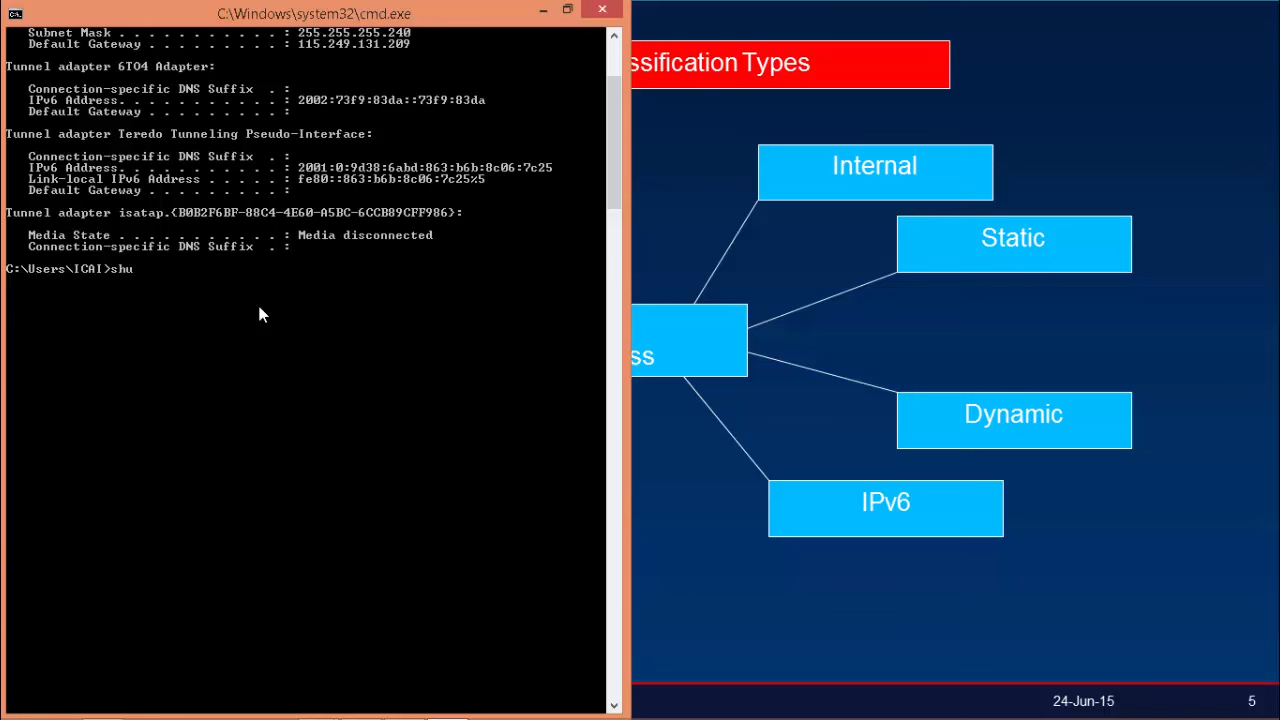 C:\Windows\system32\cmd.exe
Subnet Mask . . . . . . . . . . . : 255.255.255.240
Default Gateway . . . . . . . . . : 115.249.131.209
Tunnel adapter 6TO4 Adapter:
Connection-specific DNS Suffix  . :
IPv6 Address. . . . . . . . . . . : 2002:73f9:83da::73f9:83da
Default Gateway . . . . . . . . . :
Tunnel adapter Teredo Tunneling Pseudo-Interface:
Connection-specific DNS Suffix  . :
IPv6 Address. . . . . . . . . . . : 2001:0:9d38:6abd:863:b6b:8c06:7c25
Link-local IPv6 Address . . . . . : fe80::863:b6b:8c06:7c25%5
Default Gateway . . . . . . . . . :
Tunnel adapter isatap.{B0B2F6BF-88C4-4E60-A5BC-6CCB89CFF986}:
Media State . . . . . . . . . . . : Media disconnected
Connection-specific DNS Suffix  . :
C:\Users\ICAI>shu
ssification Types
Internal
Static
ss
Dynamic
IPv6
24-Jun-15
5